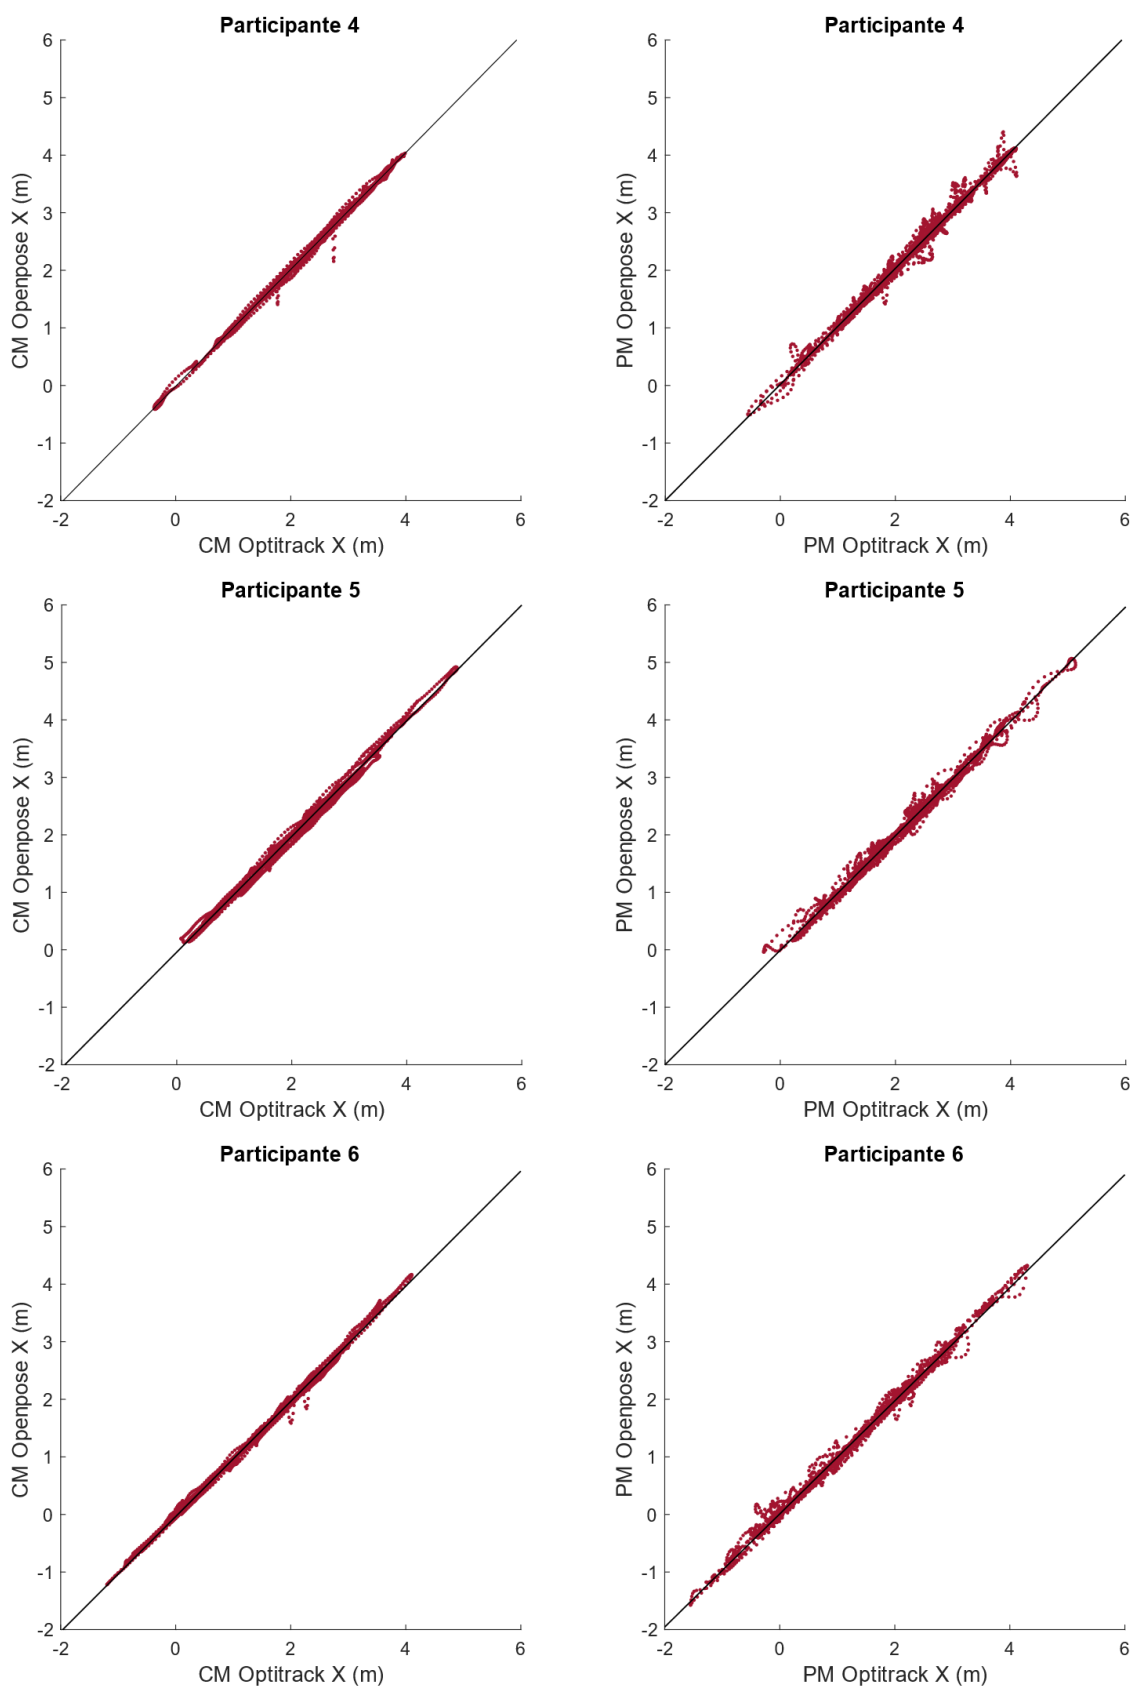 Participante 4
6
5
4
3
2
1
0
-1
-2
CM Openpose X (m)
-2 0 2 4 6
CM Optitrack X (m)
Participante 4
6
5
4
3
2
1
0
-1
-2
PM Openpose X (m)
-2 0 2 4 6
PM Optitrack X (m)
Participante 5
6
5
4
3
2
1
0
-1
-2
CM Openpose X (m)
-2 0 2 4 6
CM Optitrack X (m)
Participante 5
6
5
4
3
2
1
0
-1
-2
PM Openpose X (m)
-2 0 2 4 6
PM Optitrack X (m)
Participante 6
6
5
4
3
2
1
0
-1
-2
CM Openpose X (m)
-2 0 2 4 6
CM Optitrack X (m)
Participante 6
6
5
4
3
2
1
0
-1
-2
PM Openpose X (m)
-2 0 2 4 6
PM Optitrack X (m)